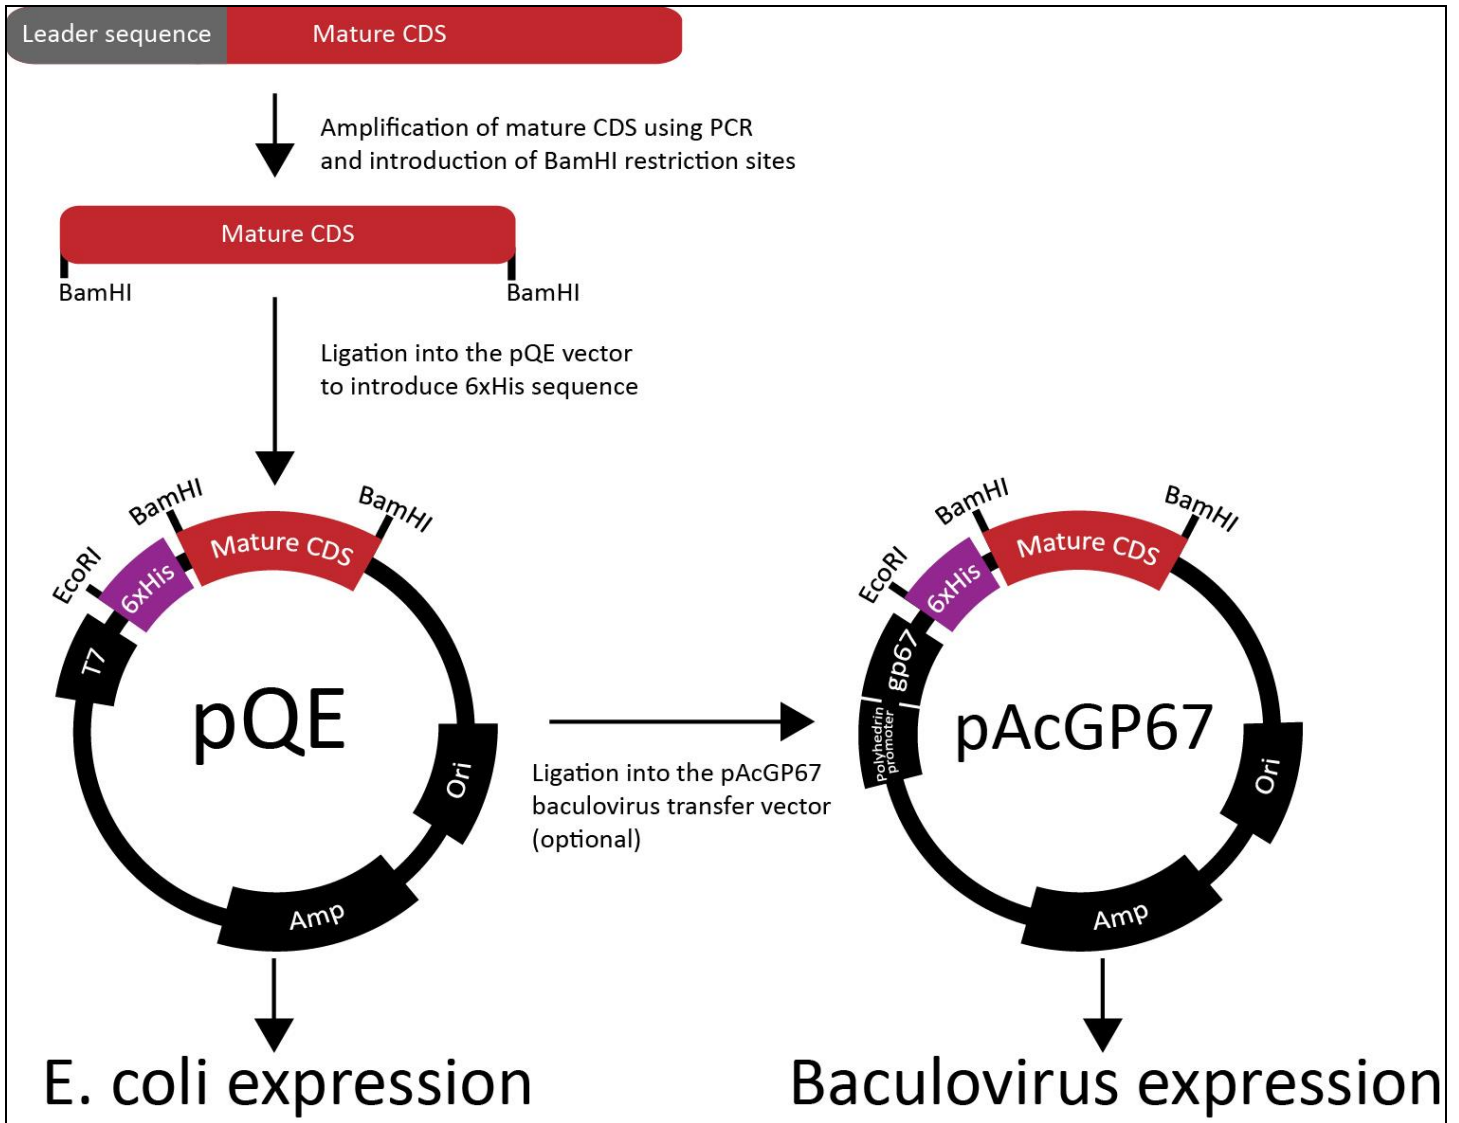 Leader sequence
Mature CDS
Amplification of mature CDS using PCR
and introduction of BamHI restriction sites
Mature CDS
BamHI
BamHI
Ligation into the pQE vector
to introduce 6xHis sequence
BamHI
BamHI
EcoRI
6xHis
Mature CDS
T7
pQE
Ori
Amp
Ligation into the pAcGP67
baculovirus transfer vector
(optional)
BamHI
BamHI
EcoRI
6xHis
Mature CDS
gp67
Polyhedrin
promoter
pAcGP67
Ori
Amp
E. coli expression
Baculovirus expression